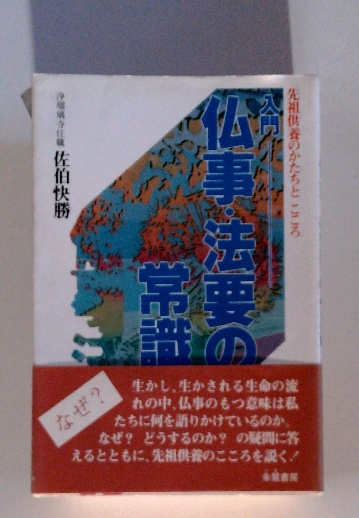 先祖供養のかたちとこころ
入門
仏事・法要の
常識
浄瑠璃寺住職
佐伯快勝
なぜ?
生かし、生かされる生命の流
れの中、仏事のもつ意味は私
たちに何を語りかけているのか。
なぜ? どうするのか? の疑問に答
えるとともに、先祖供養のこころを説く!
朱鷺書房